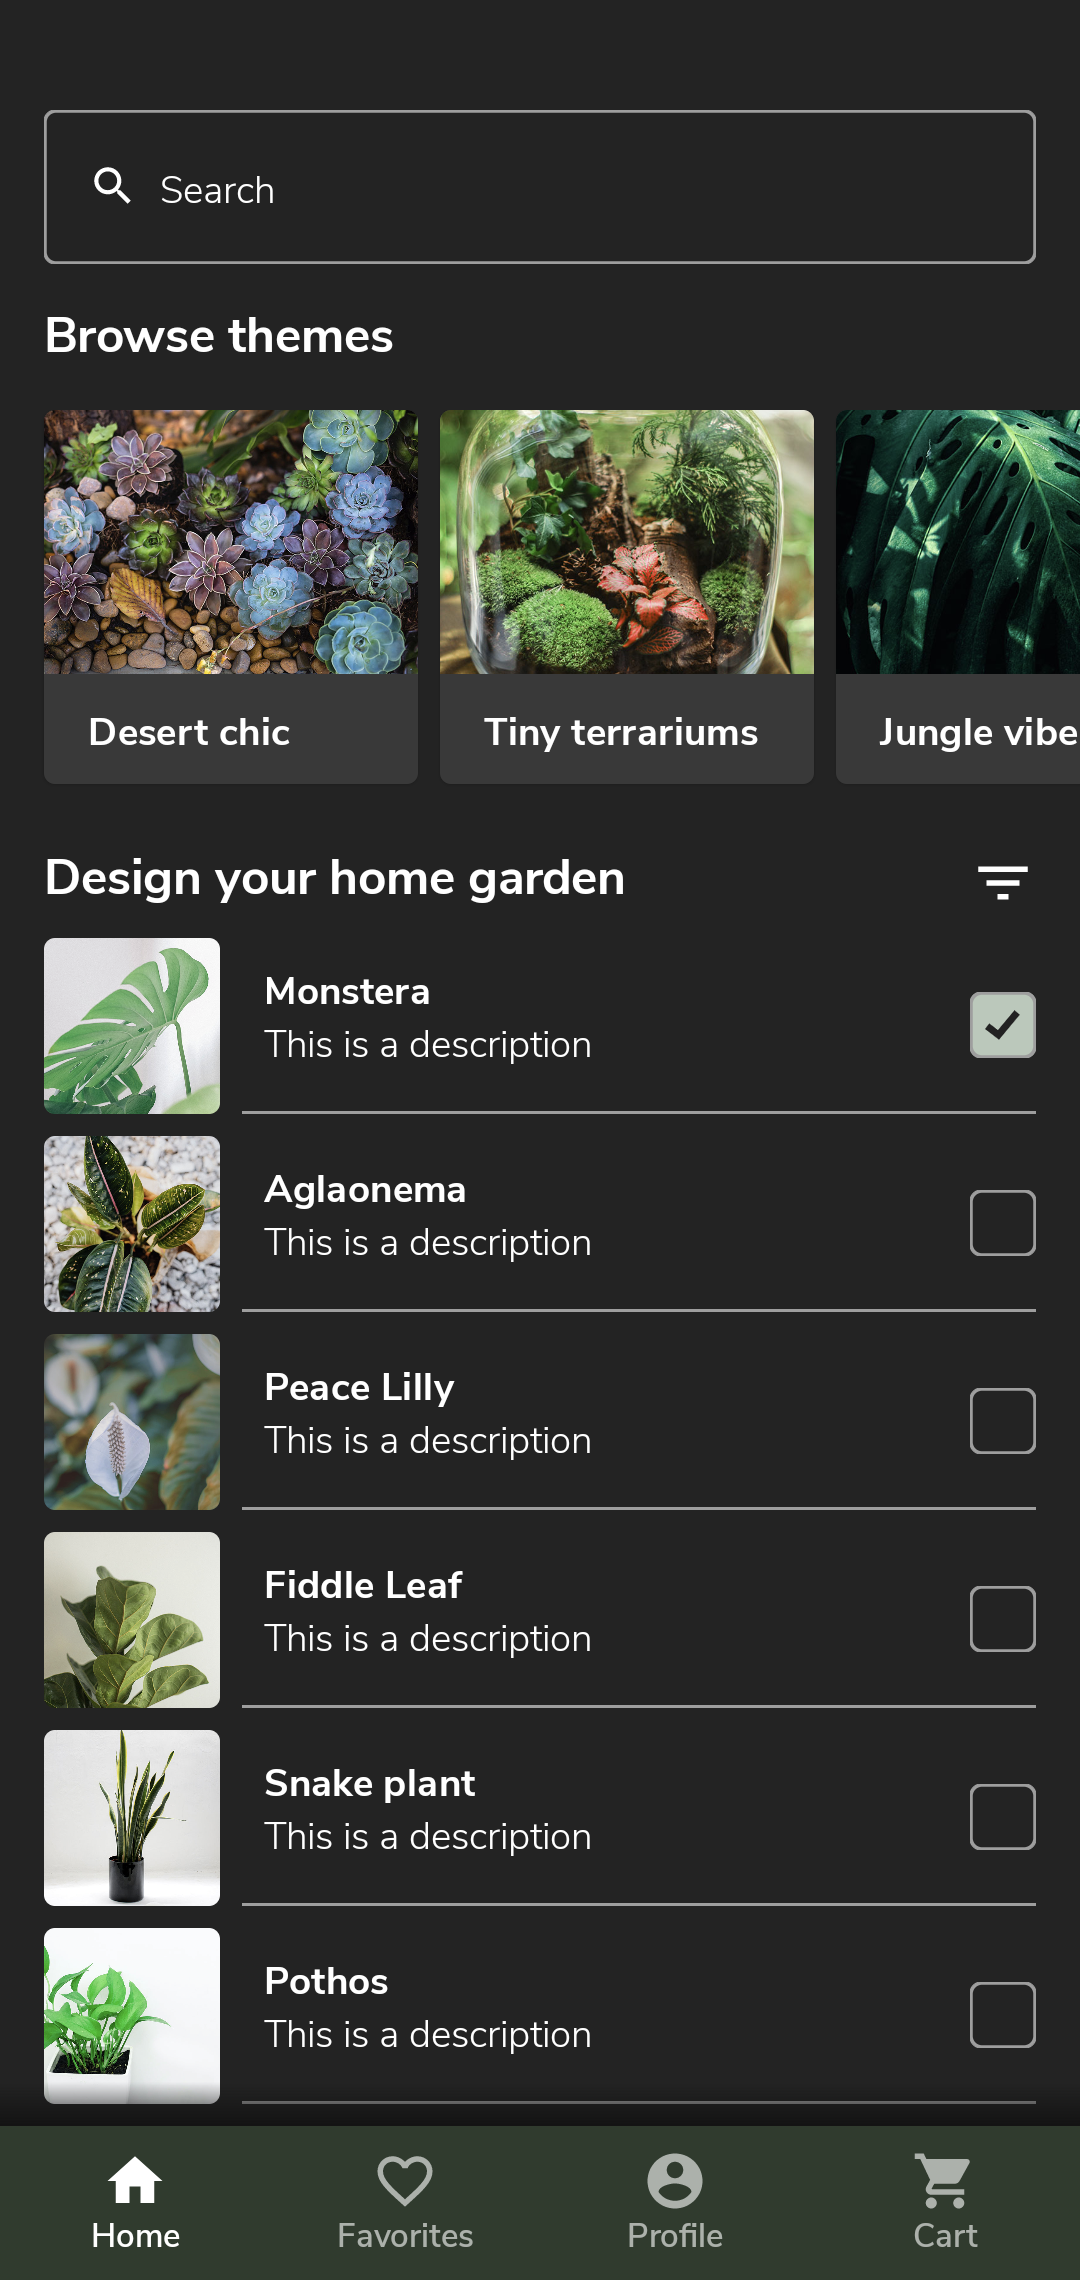 Search
Browse themes
Desert chic
Tiny terrariums
Jungle vibe
Design your home garden
Monstera
This is a description
Aglaonema
This is a description
Peace Lilly
This is a description
Fiddle Leaf
This is a description
Snake plant
This is a description
Pothos
This is a description
Home
Favorites
Profile
Cart